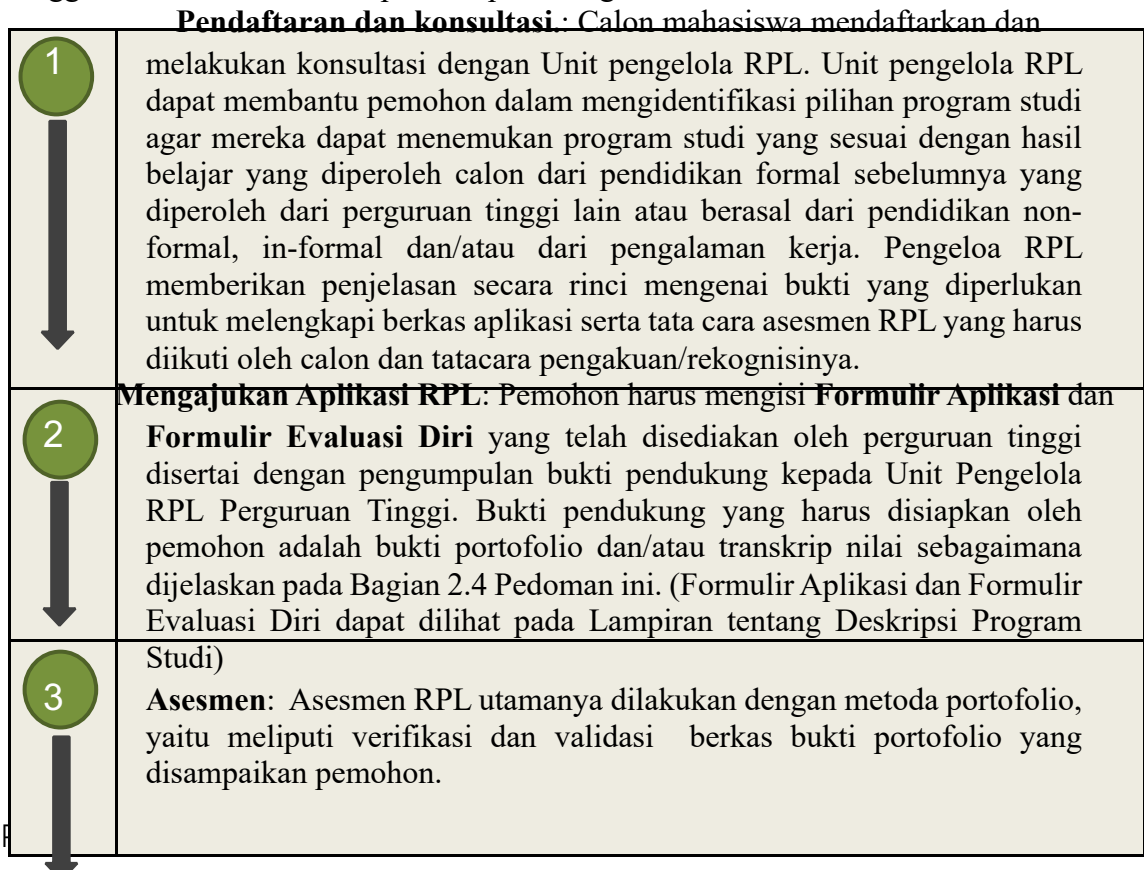 Pendaftaran dan konsultasi.: Calon mahasiswa mendaftarkan dan
1
melakukan konsultasi dengan Unit pengelola RPL. Unit pengelola RPL
dapat membantu pemohon dalam mengidentifikasi pilihan program studi
agar mereka dapat menemukan program studi yang sesuai dengan hasil
belajar yang diperoleh calon dari pendidikan formal sebelumnya yang
diperoleh dari perguruan tinggi lain atau berasal dari pendidikan non-
formal, in-formal dan/atau dari pengalaman kerja. Pengeloa RPL
memberikan penjelasan secara rinci mengenai bukti yang diperlukan
untuk melengkapi berkas aplikasi serta tata cara asesmen RPL yang harus
diikuti oleh calon dan tatacara pengakuan/rekognisinya.
Mengajukan Aplikasi RPL: Pemohon harus mengisi Formulir Aplikasi dan
2
Formulir Evaluasi Diri yang telah disediakan oleh perguruan tinggi
disertai dengan pengumpulan bukti pendukung kepada Unit Pengelola
RPL Perguruan Tinggi. Bukti pendukung yang harus disiapkan oleh
pemohon adalah bukti portofolio dan/atau transkrip nilai sebagaimana
dijelaskan pada Bagian 2.4 Pedoman ini. (Formulir Aplikasi dan Formulir
Evaluasi Diri dapat dilihat pada Lampiran tentang Deskripsi Program
Studi)
3
Asesmen: Asesmen RPL utamanya dilakukan dengan metoda portofolio,
yaitu meliputi verifikasi dan validasi berkas bukti portofolio yang
disampaikan pemohon.